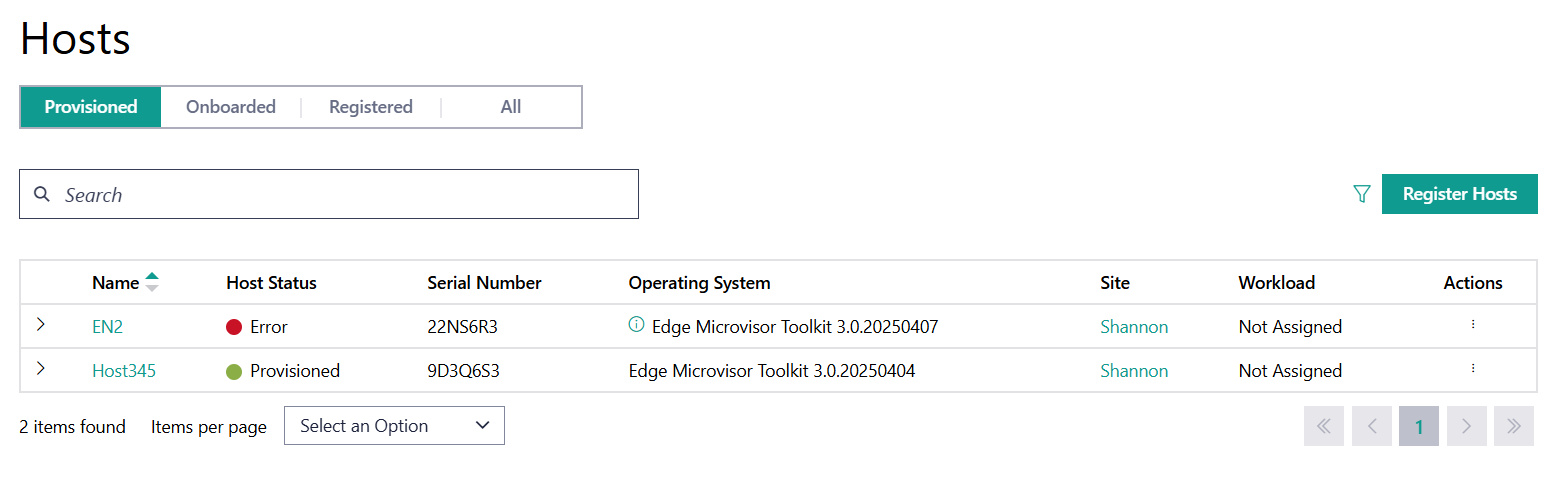 Hosts
Provisioned Onboarded Registered All
Search Register Hosts
Name Host Status Serial Number Operating System Site Workload Actions
EN2 Error 22NS6R3 Edge Microvisor Toolkit 3.0.20250407 Shannon Not Assigned
Host345 Provisioned 9D3Q6S3 Edge Microvisor Toolkit 3.0.20250404 Shannon Not Assigned
2 items found Items per page Select an Option 1